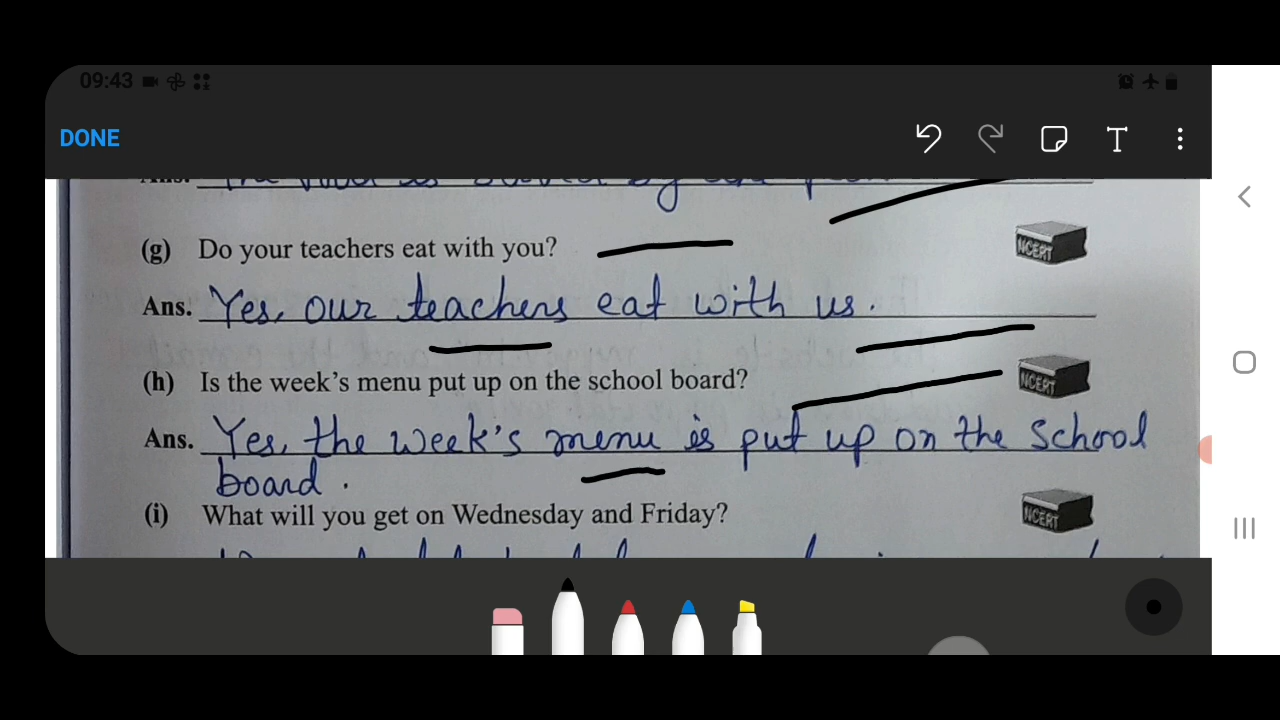 09:43
DONE
T
(g) Do your teachers eat with you?
NCERT
Ans. Yes, our teachers eat with us.
(h) Is the week's menu put up on the school board?
NCERT
Ans. Yes, the week's menu is put up on the school
board.
(i) What will you get on Wednesday and Friday?
NCERT